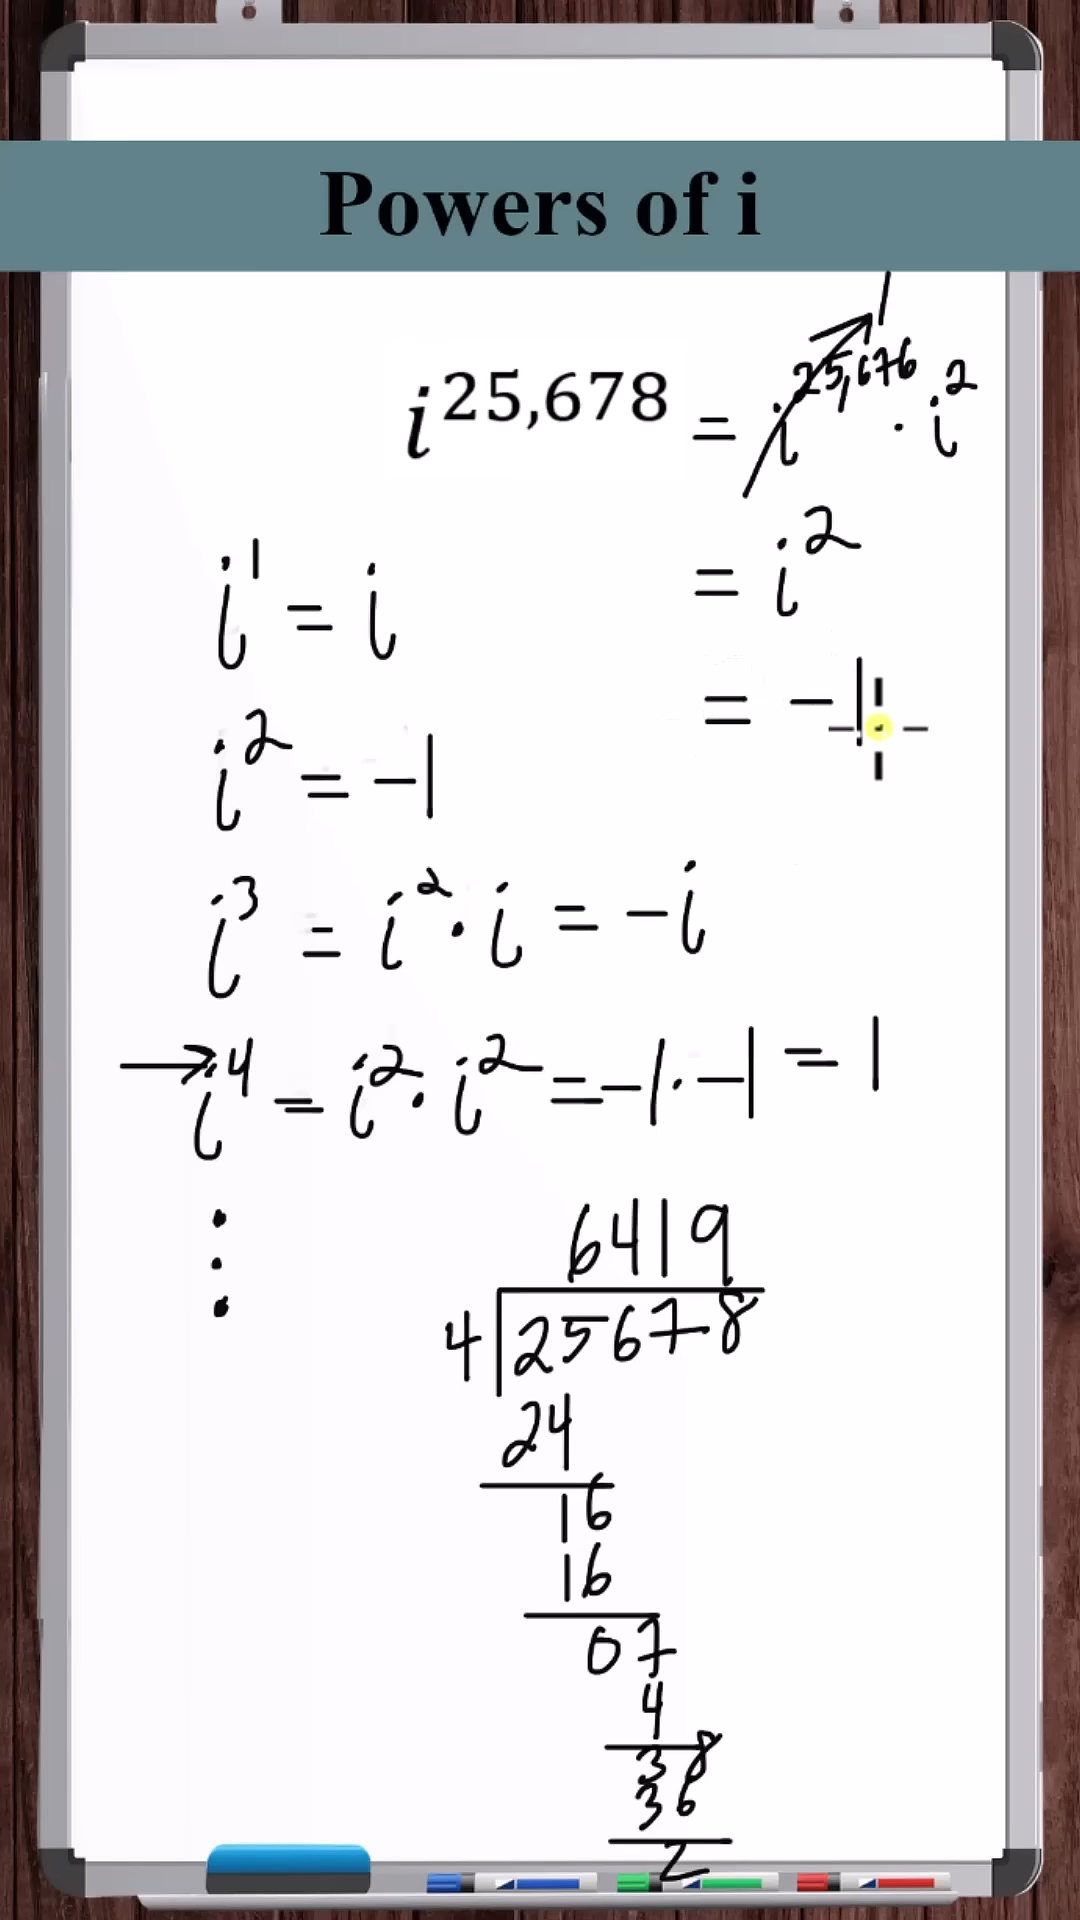 Powers of i
i^25,678 = i^25,676 · i^2
1
= i^2
= -1
i^1 = i
i^2 = -1
i^3 = i^2 · i = -i
→ i^4 = i^2 · i^2 = -1 · -1 = 1
⋮
6419
4 25678
24
16
16
07
4
38
36
2